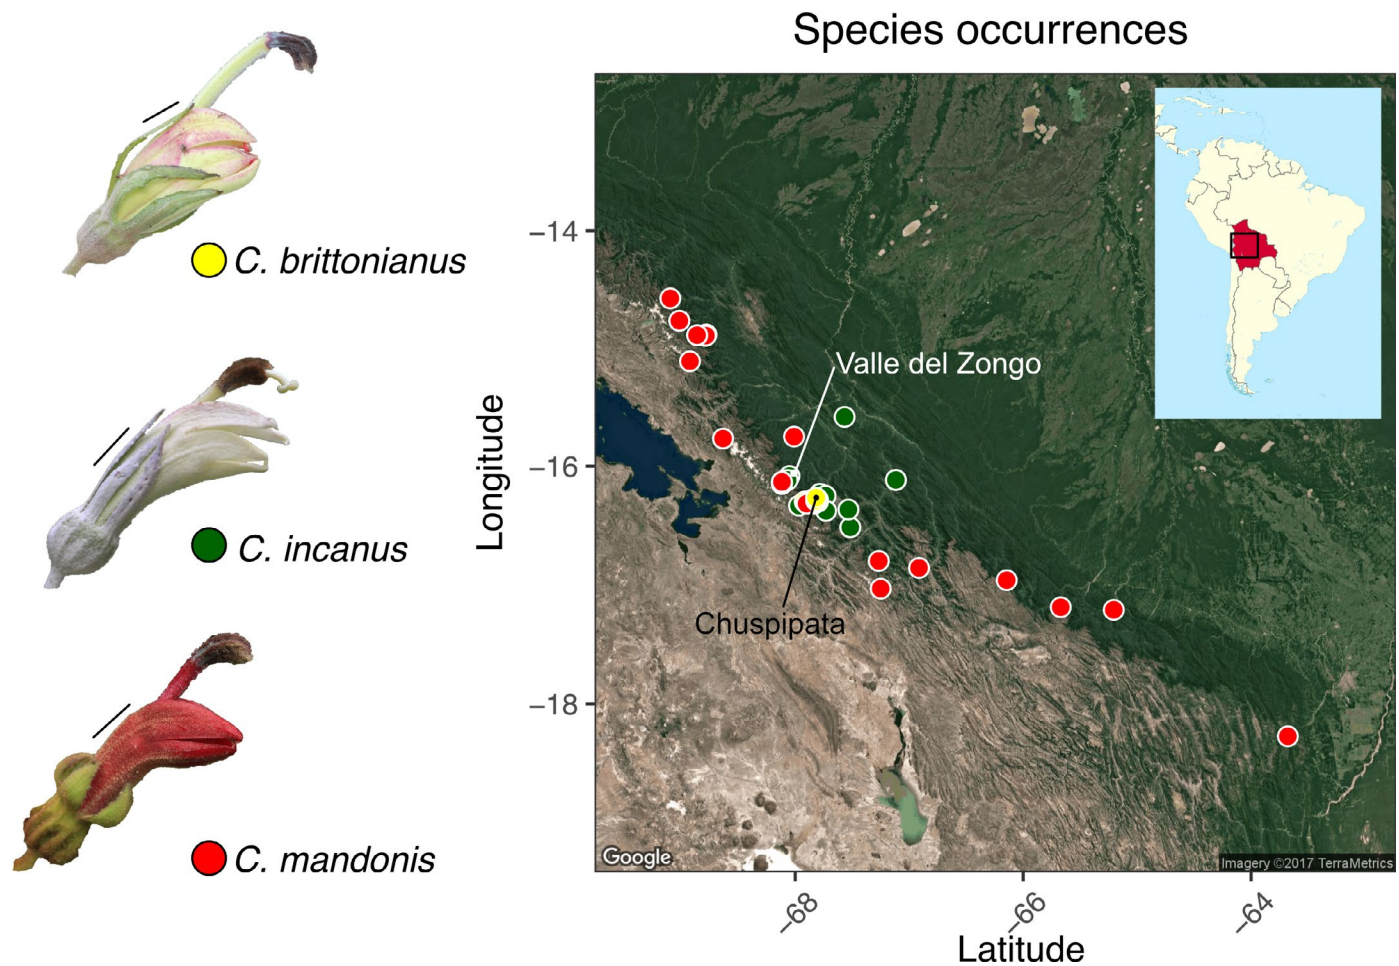 Species occurrences
C. brittonianus
C. incanus
C. mandonis
Longitude
−14
−16
−18
Valle del Zongo
Chuspipata
Google
Imagery ©2017 TerraMetrics
−68
−66
−64
Latitude